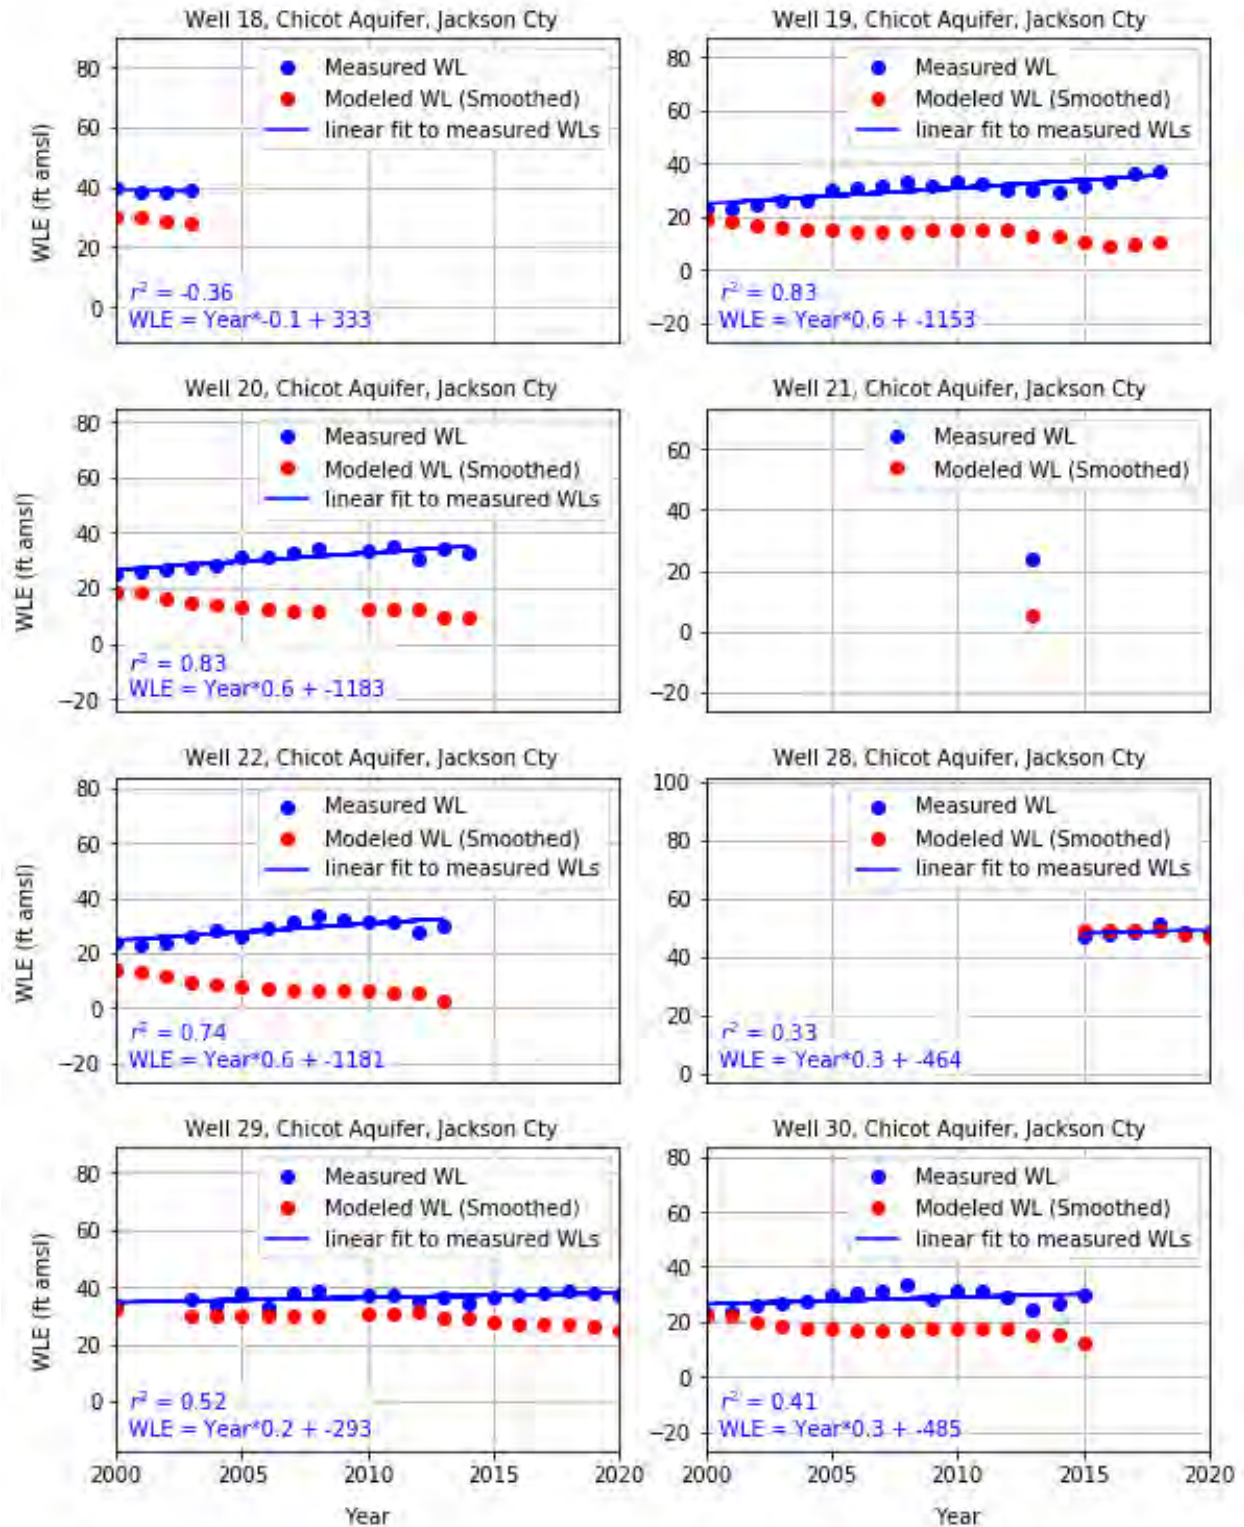 Well 18, Chicot Aquifer, Jackson Cty
80
60
40
20
0
WLE (ft amsl)
Measured WL
Modeled WL (Smoothed)
linear fit to measured WLs
r² = -0.36
WLE = Year*-0.1 + 333
Well 19, Chicot Aquifer, Jackson Cty
80
60
40
20
0
−20
Measured WL
Modeled WL (Smoothed)
linear fit to measured WLs
r² = 0.83
WLE = Year*0.6 + -1153
Well 20, Chicot Aquifer, Jackson Cty
80
60
40
20
0
−20
WLE (ft amsl)
Measured WL
Modeled WL (Smoothed)
linear fit to measured WLs
r² = 0.83
WLE = Year*0.6 + -1183
Well 21, Chicot Aquifer, Jackson Cty
60
40
20
0
−20
Measured WL
Modeled WL (Smoothed)
Well 22, Chicot Aquifer, Jackson Cty
80
60
40
20
0
−20
WLE (ft amsl)
Measured WL
Modeled WL (Smoothed)
linear fit to measured WLs
r² = 0.74
WLE = Year*0.6 + -1181
Well 28, Chicot Aquifer, Jackson Cty
100
80
60
40
20
0
Measured WL
Modeled WL (Smoothed)
linear fit to measured WLs
r² = 0.33
WLE = Year*0.3 + -464
Well 29, Chicot Aquifer, Jackson Cty
80
60
40
20
0
WLE (ft amsl)
Measured WL
Modeled WL (Smoothed)
linear fit to measured WLs
r² = 0.52
WLE = Year*0.2 + -293
2000 2005 2010 2015 2020
Year
Well 30, Chicot Aquifer, Jackson Cty
80
60
40
20
0
−20
Measured WL
Modeled WL (Smoothed)
linear fit to measured WLs
r² = 0.41
WLE = Year*0.3 + -485
2000 2005 2010 2015 2020
Year